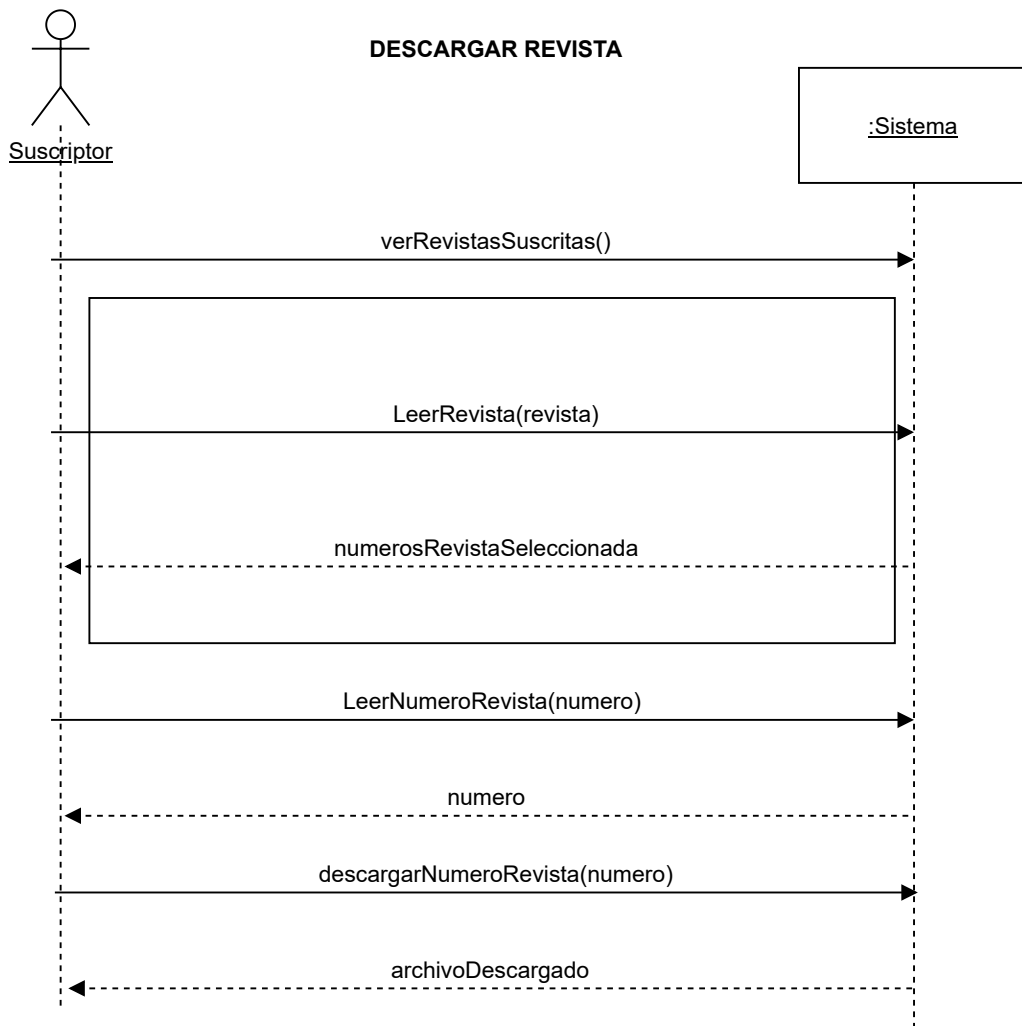 DESCARGAR REVISTA
:Sistema
Suscriptor
verRevistasSuscritas()
LeerRevista(revista)
numerosRevistaSeleccionada
LeerNumeroRevista(numero)
numero
descargarNumeroRevista(numero)
archivoDescargado